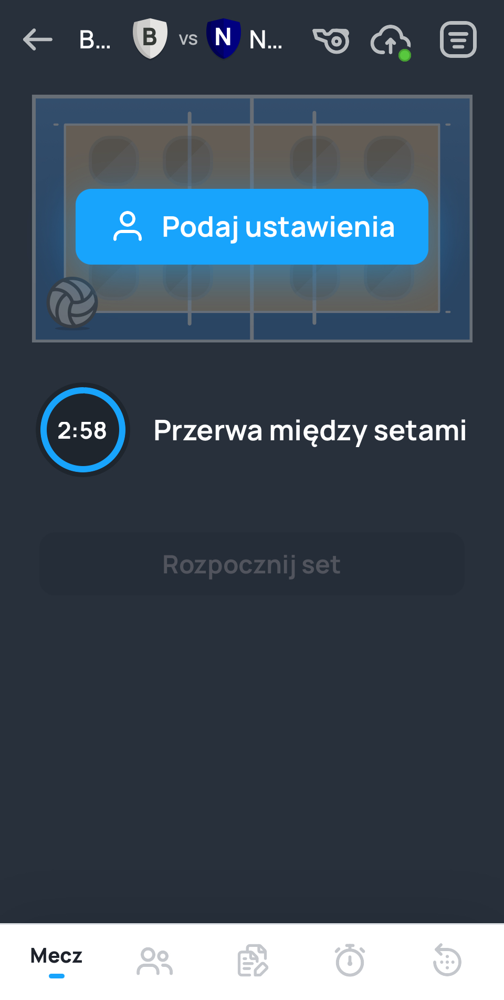 B...
B
vs
N
N...
Podaj ustawienia
2:58
Przerwa między setami
Rozpocznij set
Mecz